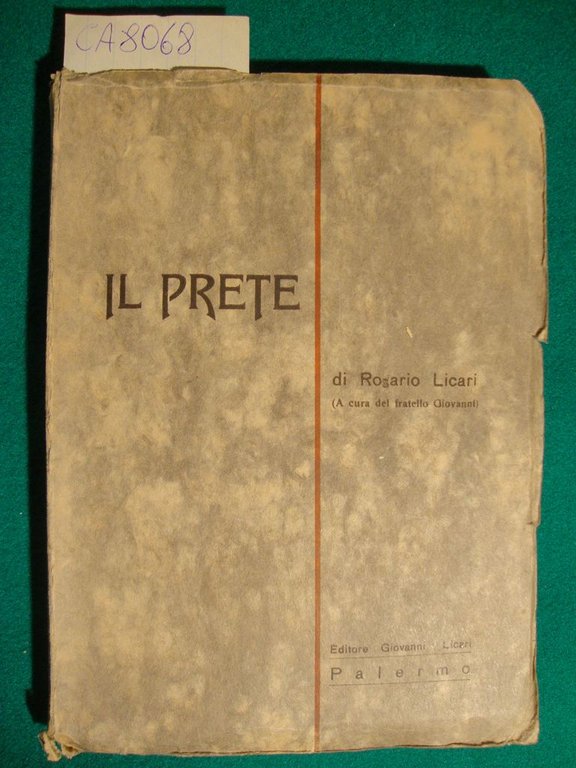 CA8068
IL PRETE
di Rosario Licari
(A cura del fratello Giovanni)
Editore Giovanni Licari
Palermo